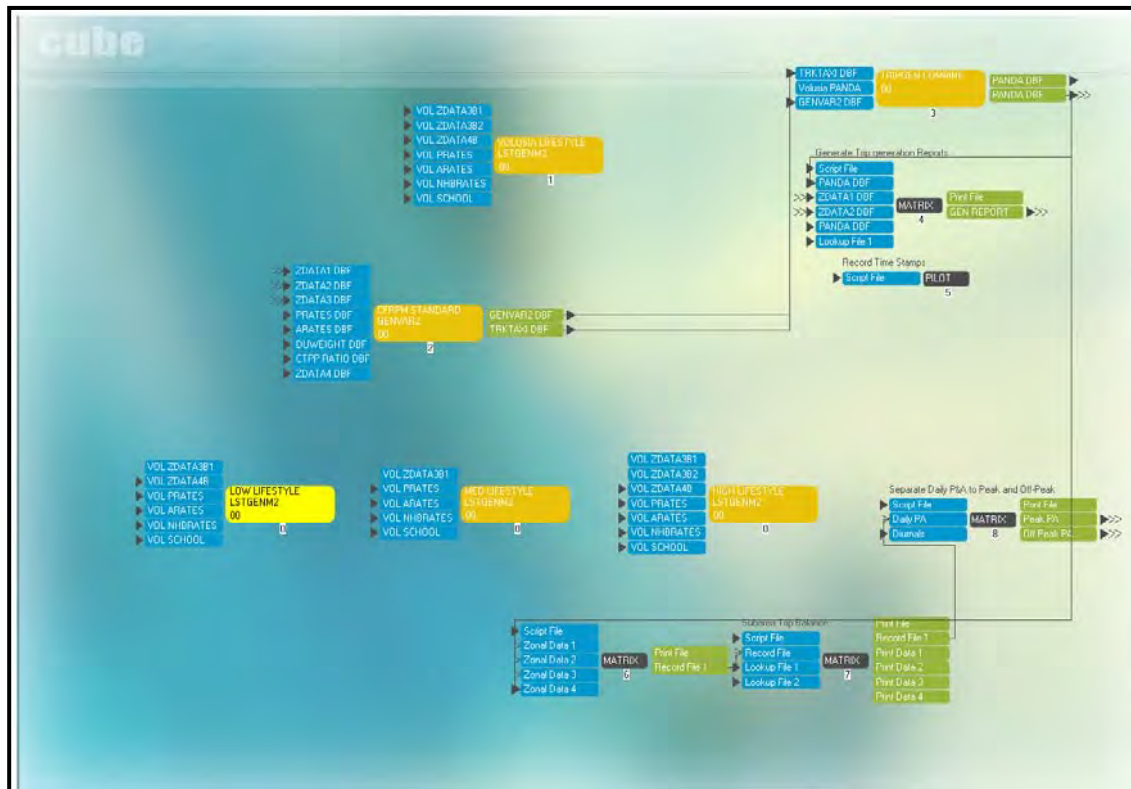 cube
TRKTAXI DBF
Volusia PANDA
GENVAR2 DBF
TRIPGEN COMBINE
00
3
PANDA DBF
PANDA DBF
VOL ZDATA3B1
VOL ZDATA3B2
VOL ZDATA4B
VOL PRATES
VOL ARATES
VOL NHBRATES
VOL SCHOOL
VOLUSIA LIFESTYLE
LSTGENM2
00
1
Generate Trip generation Reports
Script File
PANDA DBF
ZDATA1 DBF
ZDATA2 DBF
PANDA DBF
Lookup File 1
MATRIX
4
Print File
GEN REPORT
Record Time Stamps
Script File
PILOT
5
ZDATA1 DBF
ZDATA2 DBF
ZDATA3 DBF
PRATES DBF
ARATES DBF
DUWEIGHT DBF
CTPP RATIO DBF
ZDATA4 DBF
CFRPM STANDARD
GENVAR2
00
2
GENVAR2 DBF
TRKTAXI DBF
VOL ZDATA3B1
VOL ZDATA4B
VOL PRATES
VOL ARATES
VOL NHBRATES
VOL SCHOOL
LOW LIFESTYLE
LSTGENM2
00
0
VOL ZDATA3B1
VOL PRATES
VOL ARATES
VOL NHBRATES
VOL SCHOOL
MED LIFESTYLE
LSTGENM2
00
0
VOL ZDATA3B1
VOL ZDATA3B2
VOL ZDATA4B
VOL PRATES
VOL ARATES
VOL NHBRATES
VOL SCHOOL
HIGH LIFESTYLE
LSTGENM2
00
0
Separate Daily P&A to Peak and Off-Peak
Script File
Daily PA
Diurnals
MATRIX
8
Print File
Peak PA
Off Peak PA
Script File
Zonal Data 1
Zonal Data 2
Zonal Data 3
Zonal Data 4
MATRIX
6
Print File
Record File 1
Subarea Trip Balance
Script File
Record File
Lookup File 1
Lookup File 2
MATRIX
7
Print File
Record File 1
Print Data 1
Print Data 2
Print Data 3
Print Data 4